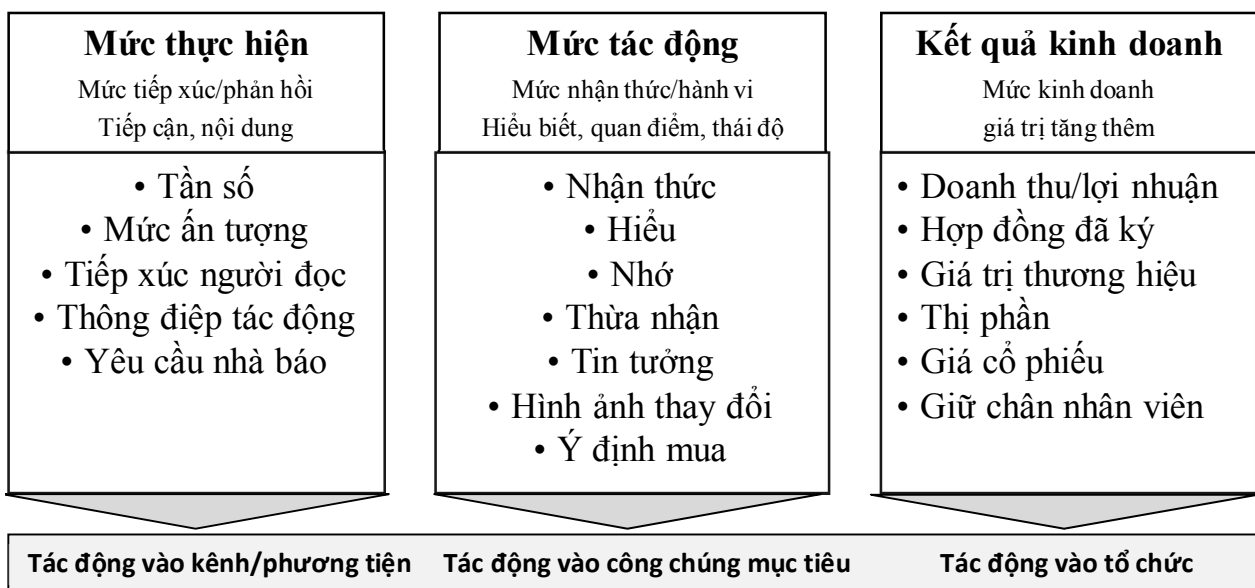 Mức thực hiện
Mức tiếp xúc/phản hồi
Tiếp cận, nội dung
• Tần số
• Mức ấn tượng
• Tiếp xúc người đọc
• Thông điệp tác động
• Yêu cầu nhà báo
Tác động vào kênh/phương tiện
Mức tác động
Mức nhận thức/hành vi
Hiểu biết, quan điểm, thái độ
• Nhận thức
• Hiểu
• Nhớ
• Thừa nhận
• Tin tưởng
• Hình ảnh thay đổi
• Ý định mua
Tác động vào công chúng mục tiêu
Kết quả kinh doanh
Mức kinh doanh
giá trị tăng thêm
• Doanh thu/lợi nhuận
• Hợp đồng đã ký
• Giá trị thương hiệu
• Thị phần
• Giá cổ phiếu
• Giữ chân nhân viên
Tác động vào tổ chức